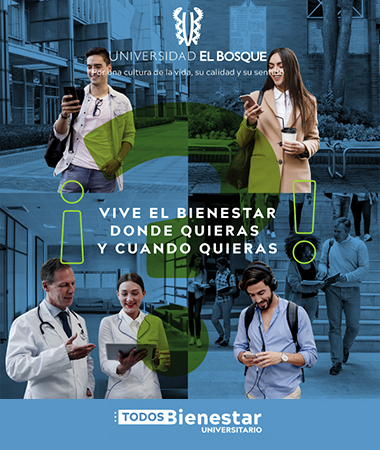 UNIVERSIDAD EL BOSQUE
Por una cultura de la vida, su calidad y su sentido
¡ VIVE EL BIENESTAR !
DONDE QUIERAS
Y CUANDO QUIERAS
TODOS Bienestar
UNIVERSITARIO